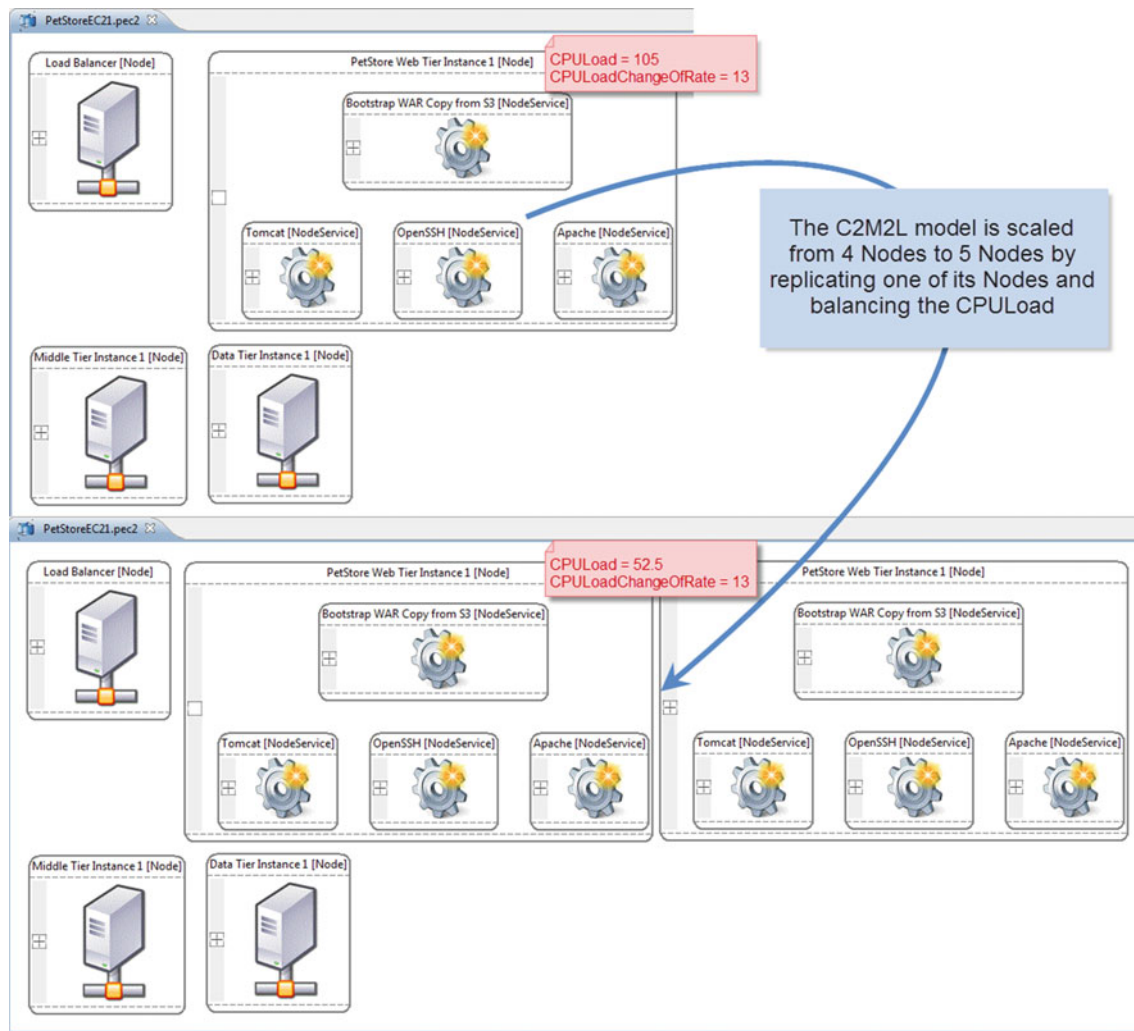 PetStoreEC21.pec2
Load Balancer [Node]
PetStore Web Tier Instance 1 [Node]
CPULoad = 105
CPULoadChangeOfRate = 13
Bootstrap WAR Copy from S3 [NodeService]
Tomcat [NodeService]
OpenSSH [NodeService]
Apache [NodeService]
The C2M2L model is scaled
from 4 Nodes to 5 Nodes by
replicating one of its Nodes and
balancing the CPULoad
Middle Tier Instance 1 [Node]
Data Tier Instance 1 [Node]
PetStoreEC21.pec2
Load Balancer [Node]
PetStore Web Tier Instance 1 [Node]
CPULoad = 52.5
CPULoadChangeOfRate = 13
PetStore Web Tier Instance 1 [Node]
Bootstrap WAR Copy from S3 [NodeService]
Bootstrap WAR Copy from S3 [NodeService]
Tomcat [NodeService]
OpenSSH [NodeService]
Apache [NodeService]
Tomcat [NodeService]
OpenSSH [NodeService]
Apache [NodeService]
Middle Tier Instance 1 [Node]
Data Tier Instance 1 [Node]